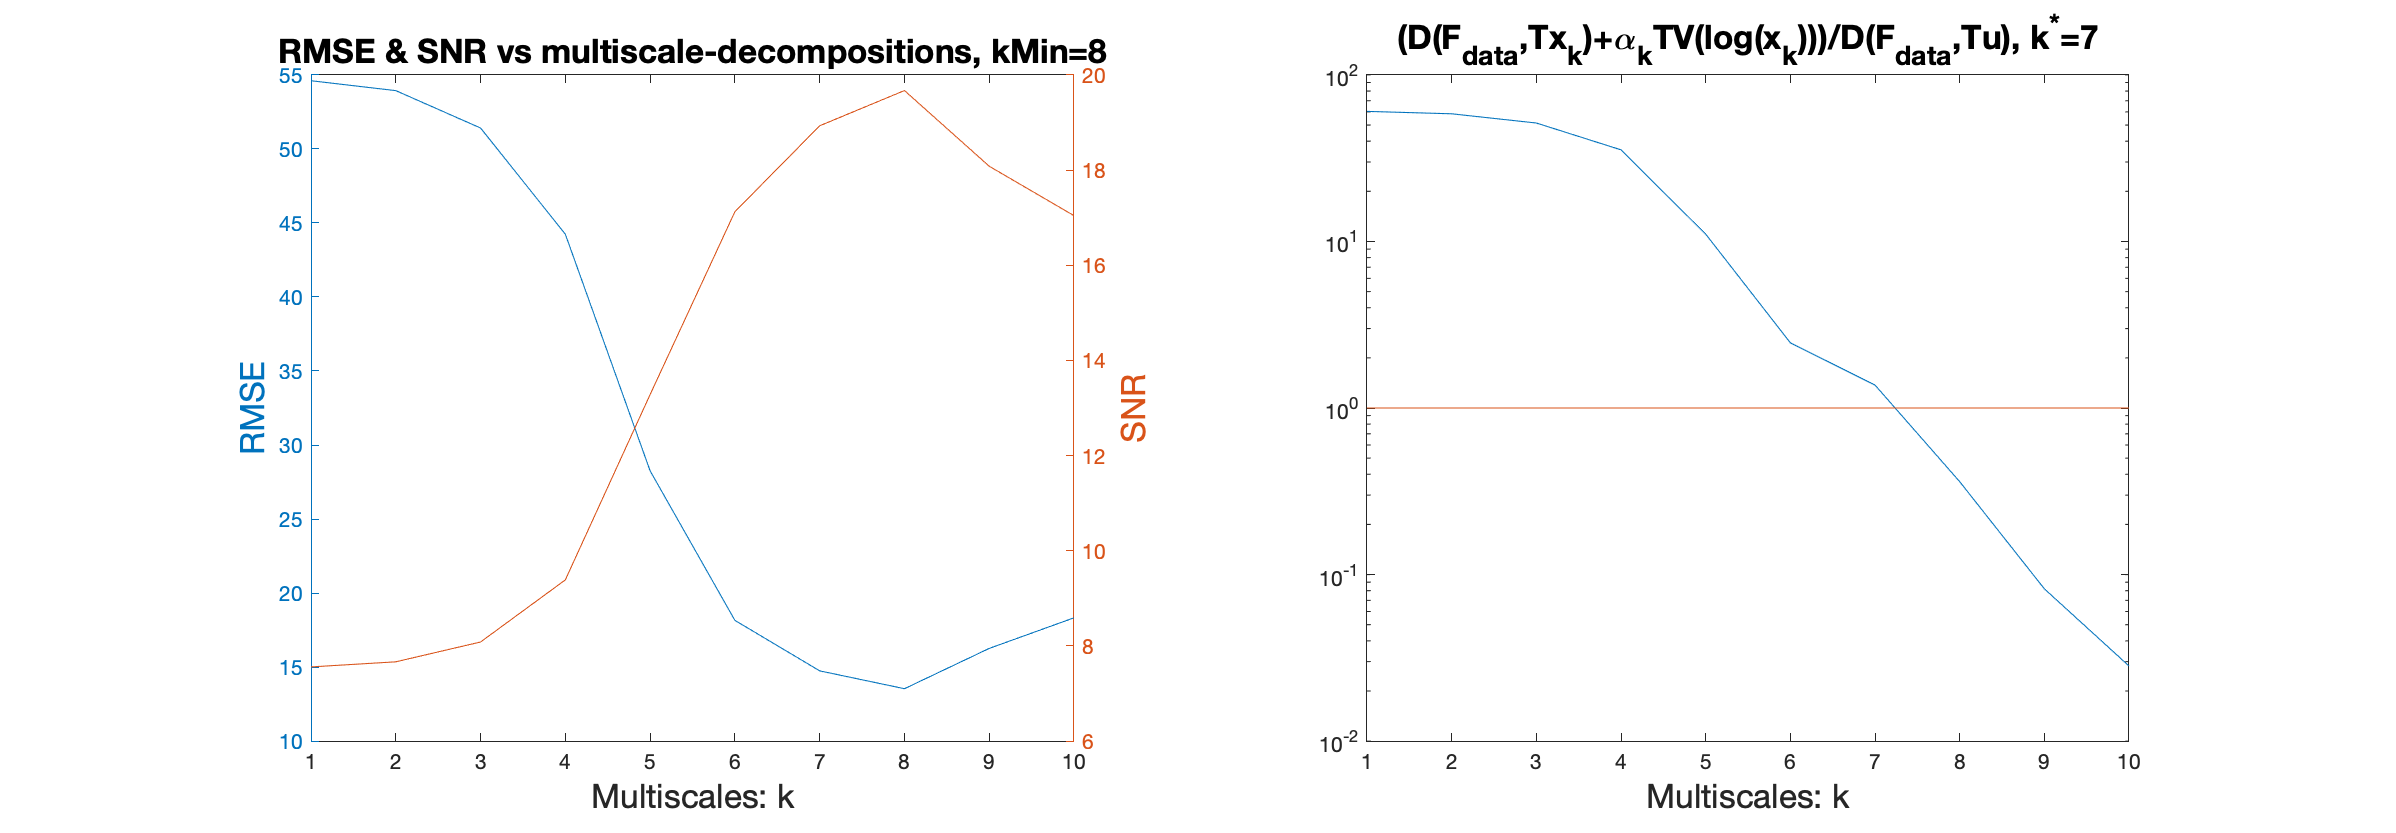 RMSE & SNR vs multiscale-decompositions, kMin=8
55
50
45
40
35
30
25
20
15
10
RMSE
20
18
16
14
12
10
8
6
SNR
1 2 3 4 5 6 7 8 9 10
Multiscales: k
(D(F_data,Tx_k)+α_kTV(log(x_k)))/D(F_data,Tu), k^*=7
10^2
10^1
10^0
10^-1
10^-2
1 2 3 4 5 6 7 8 9 10
Multiscales: k